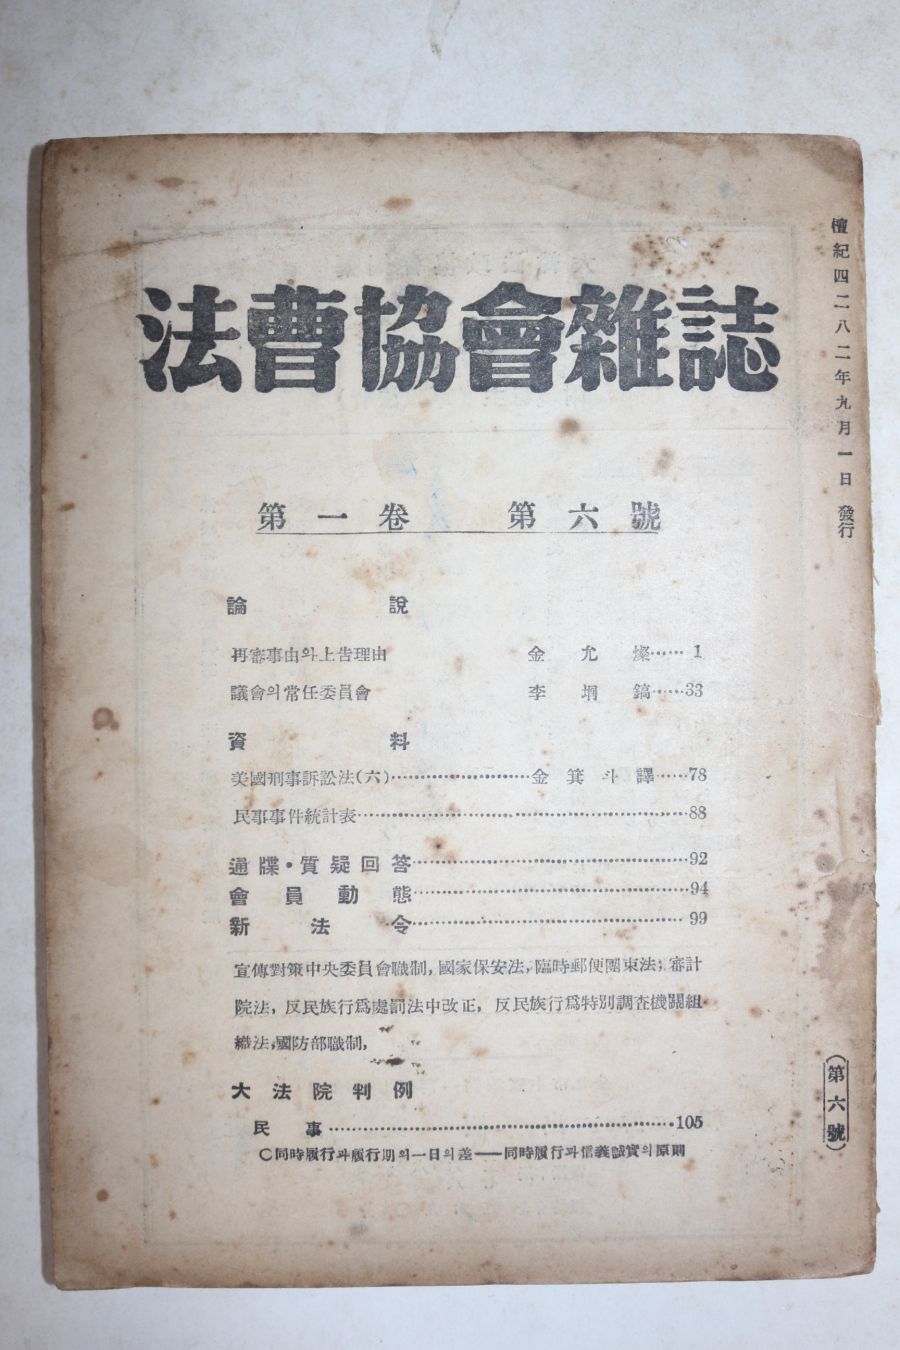 法曹協會雜誌
檀紀四二八二年九月一日 發行
第一卷 第六號
論說
再審事由와上告理由 金允燦……1
議會의常任委員會 李坰鎬……33
資料
美國刑事訴訟法(六)……金箕斗譯……78
民事事件統計表……88
通牒・質疑回答……92
會員動態……94
新法令……99
宣傳對策中央委員會職制, 國家保安法, 臨時郵便團束法, 審計
院法, 反民族行爲處罰法中改正, 反民族行爲特別調査機關組
織法, 國防部職制,
大法院判例
民事……105
○同時履行과履行期의一日의差──同時履行과信義誠實의原則
(第六號)